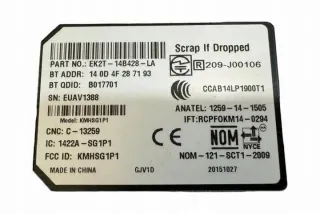 PART NO.: EK2T-14B428-LA
BT ADDR: 14 0D 4F 28 71 93
BT QDID: B017701
SN: EUAV1388
Model: KMHSG1P1
CNC: C-13259
IC: 1422A-SG1P1
FCC ID: KMHSG1P1
MADE IN CHINA
GJV1D
Scrap If Dropped
R 209-J00106
CCAB14LP1900T1
ANATEL: 1259-14-1505
IFT: RCPFOKM14-0294
CE
NOM
NYCE
NOM-121-SCT1-2009
20151027